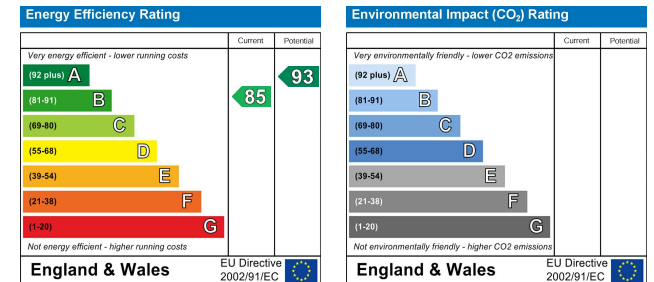 Energy Efficiency Rating
Current Potential
Very energy efficient - lower running costs
(92 plus) A
93
(81-91) B
85
(69-80) C
(55-68) D
(39-54) E
(21-38) F
(1-20) G
Not energy efficient - higher running costs
England & Wales
EU Directive
2002/91/EC
Environmental Impact (CO₂) Rating
Current Potential
Very environmentally friendly - lower CO2 emissions
(92 plus) A
(81-91) B
(69-80) C
(55-68) D
(39-54) E
(21-38) F
(1-20) G
Not environmentally friendly - higher CO2 emissions
England & Wales
EU Directive
2002/91/EC